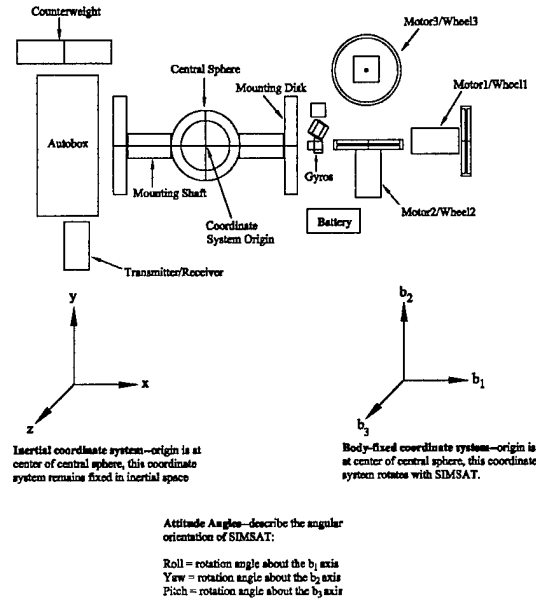 Counterweight
Motor3/Wheel3
Central Sphere
Mounting Disk
Motor1/Wheel1
Autobox
Mounting Shaft
Gyros
Coordinate
System Origin
Battery
Motor2/Wheel2
Transmitter/Receiver
y
x
z
b2
b1
b3
Inertial coordinate system--origin is at
center of central sphere, this coordinate
system remains fixed in inertial space
Body-fixed coordinate system--origin is
at center of central sphere, this coordinate
system rotates with SIMSAT.
Attitude Angles--describe the angular
orientation of SIMSAT:
Roll = rotation angle about the b1 axis
Yaw = rotation angle about the b2 axis
Pitch = rotation angle about the b3 axis